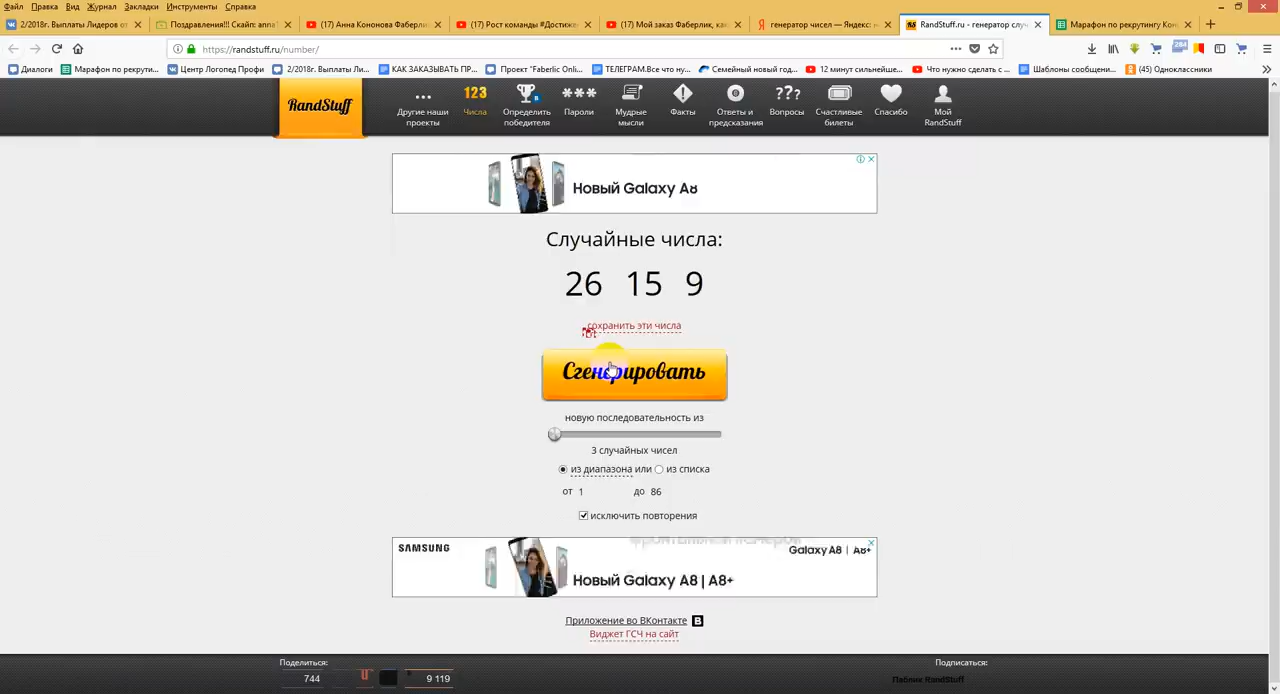 Файл Правка Вид Журнал Закладки Инструменты Справка
2/2018г. Выплаты Лидеров от
Поздравления!!! Скайп: anna
(17) Анна Кононова Фаберли
(17) Рост команды #Достиже
(17) Мой заказ Фаберлик, как
генератор чисел — Яндекс: н
RandStuff.ru - генератор случ
Марафон по рекрутингу Кон
https://randstuff.ru/number/
284
Диалоги
Марафон по рекрути...
Центр Логопед Профи
2/2018г. Выплаты Ли...
КАК ЗАКАЗЫВАТЬ ПР...
Проект "Faberlic Onli...
ТЕЛЕГРАМ.Все что ну...
Семейный новый год...
12 минут сильнейше...
Что нужно сделать с ...
Шаблоны сообщени...
(45) Одноклассники
RandStuff
Другие наши проекты
123
Числа
Определить победителя
Пароли
Мудрые мысли
Факты
Ответы и предсказания
???
Вопросы
Счастливые билеты
Спасибо
Мой RandStuff
Новый Galaxy A8
Случайные числа:
26 15 9
сохранить эти числа
Сгенерировать
новую последовательность из
3 случайных чисел
из диапазона или из списка
от 1 до 86
исключить повторения
SAMSUNG
Galaxy A8 | A8+
Новый Galaxy A8 | A8+
Приложение во ВКонтакте B
Виджет ГСЧ на сайт
Поделиться:
Подписаться:
744
9 119
Паблик RandStuff